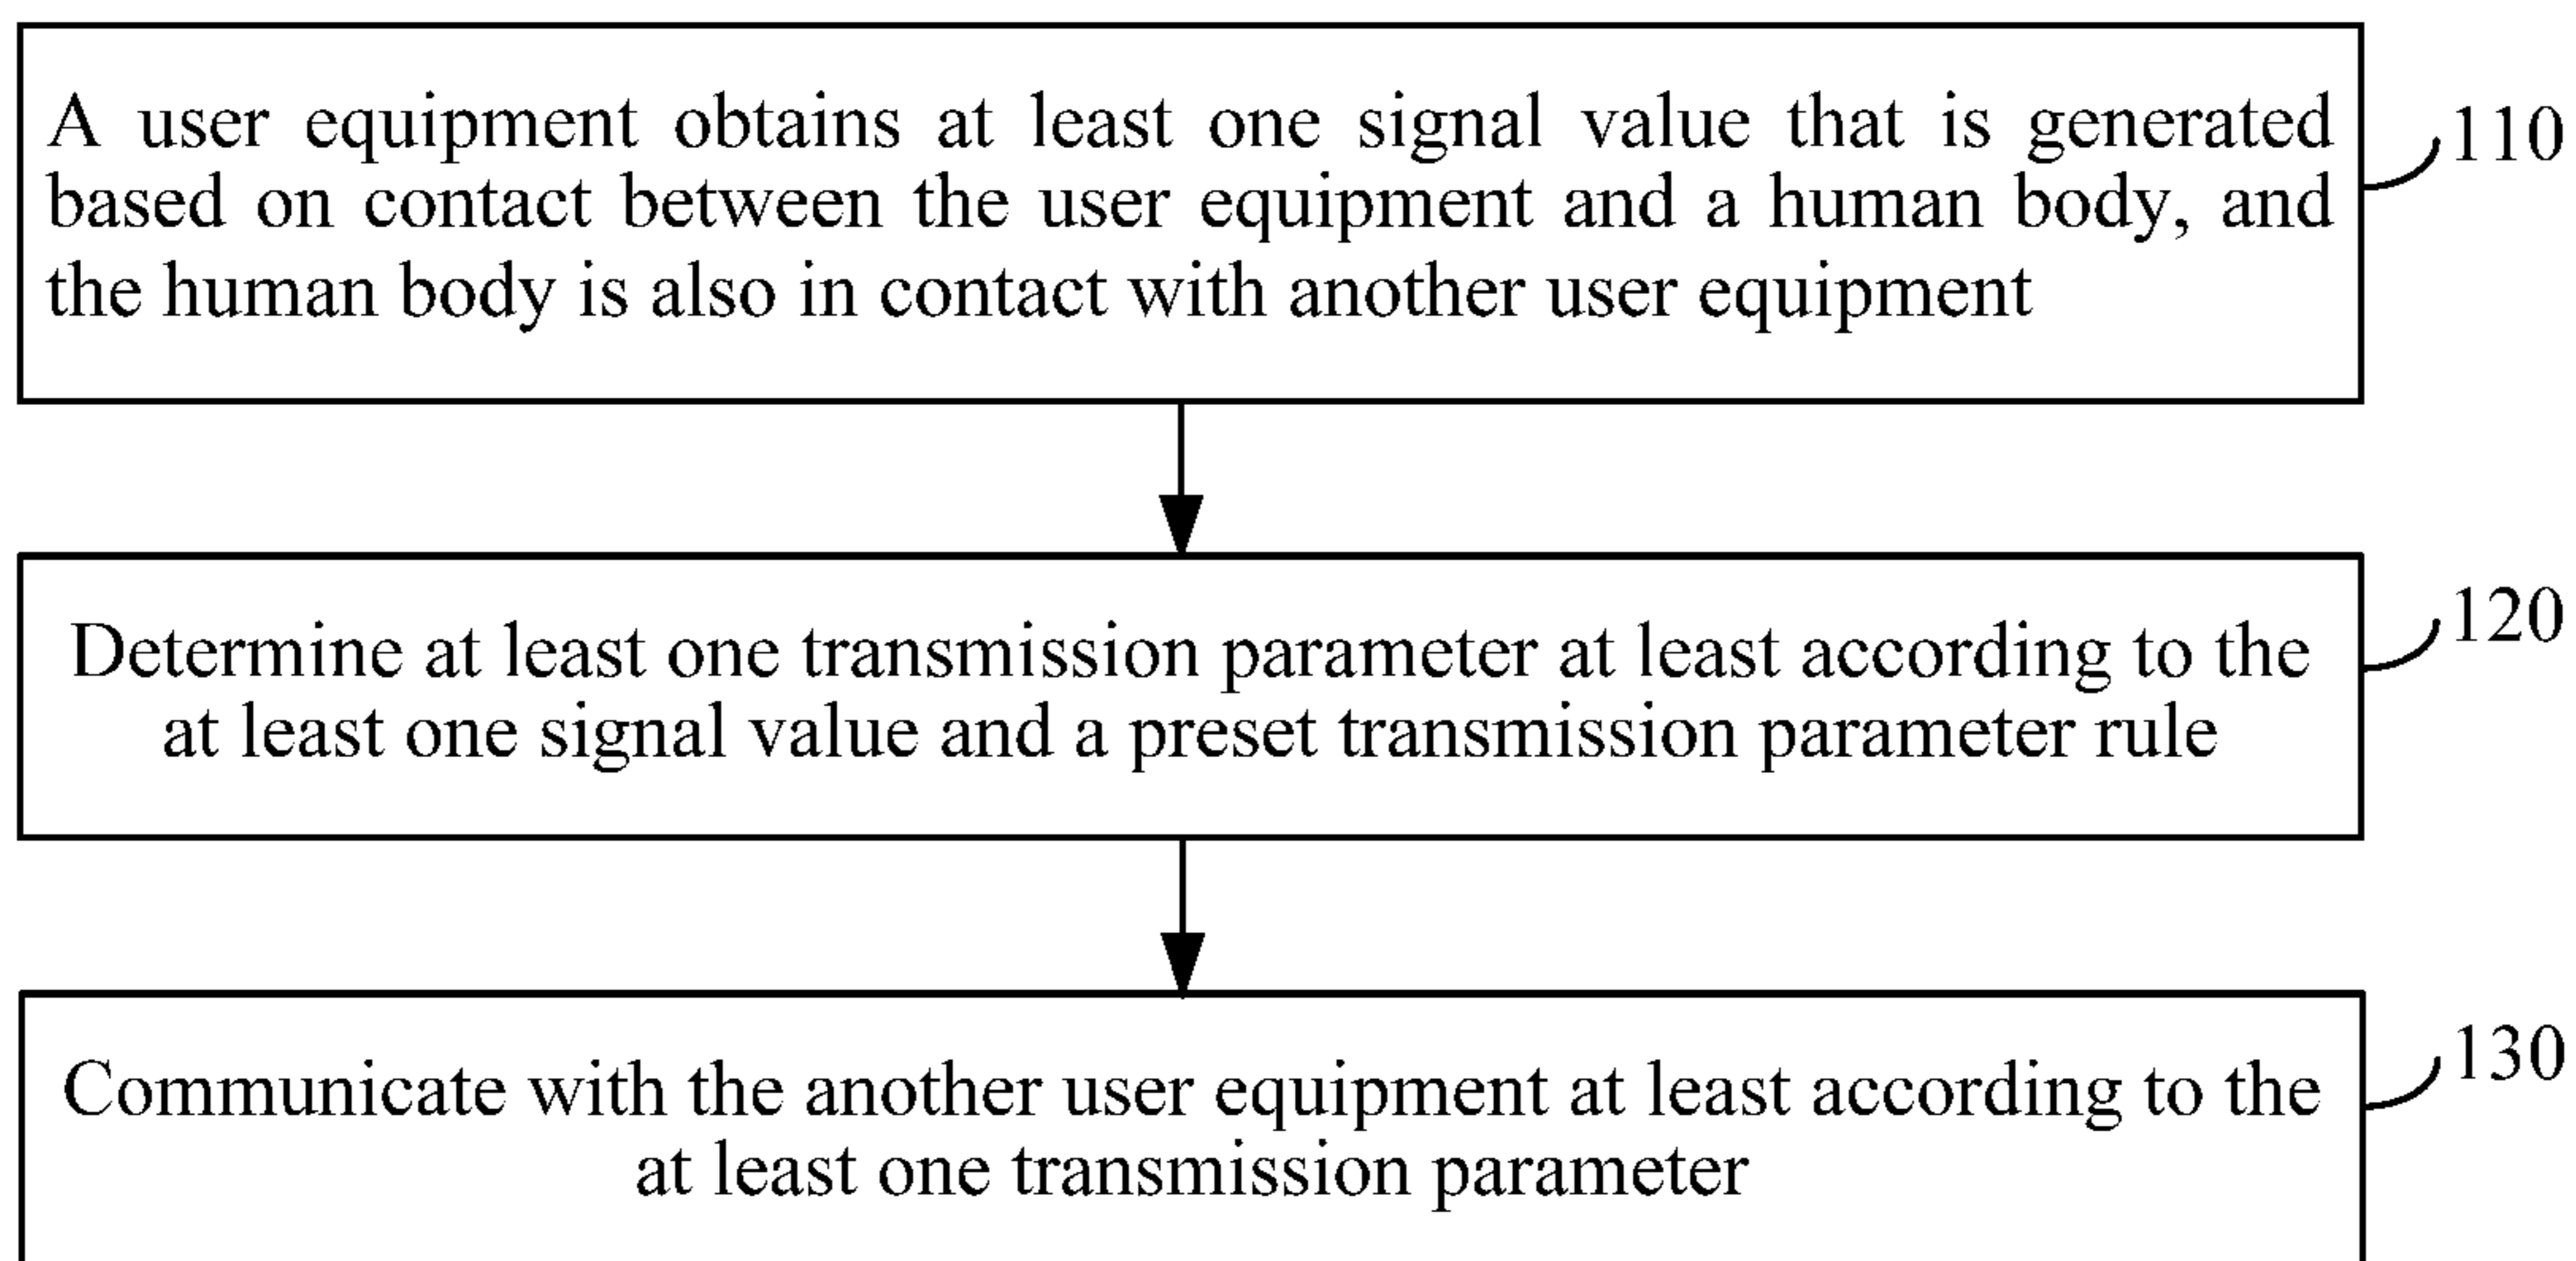 A user equipment obtains at least one signal value that is generated
based on contact between the user equipment and a human body, and
the human body is also in contact with another user equipment
110
Determine at least one transmission parameter at least according to the
at least one signal value and a preset transmission parameter rule
120
Communicate with the another user equipment at least according to the
at least one transmission parameter
130